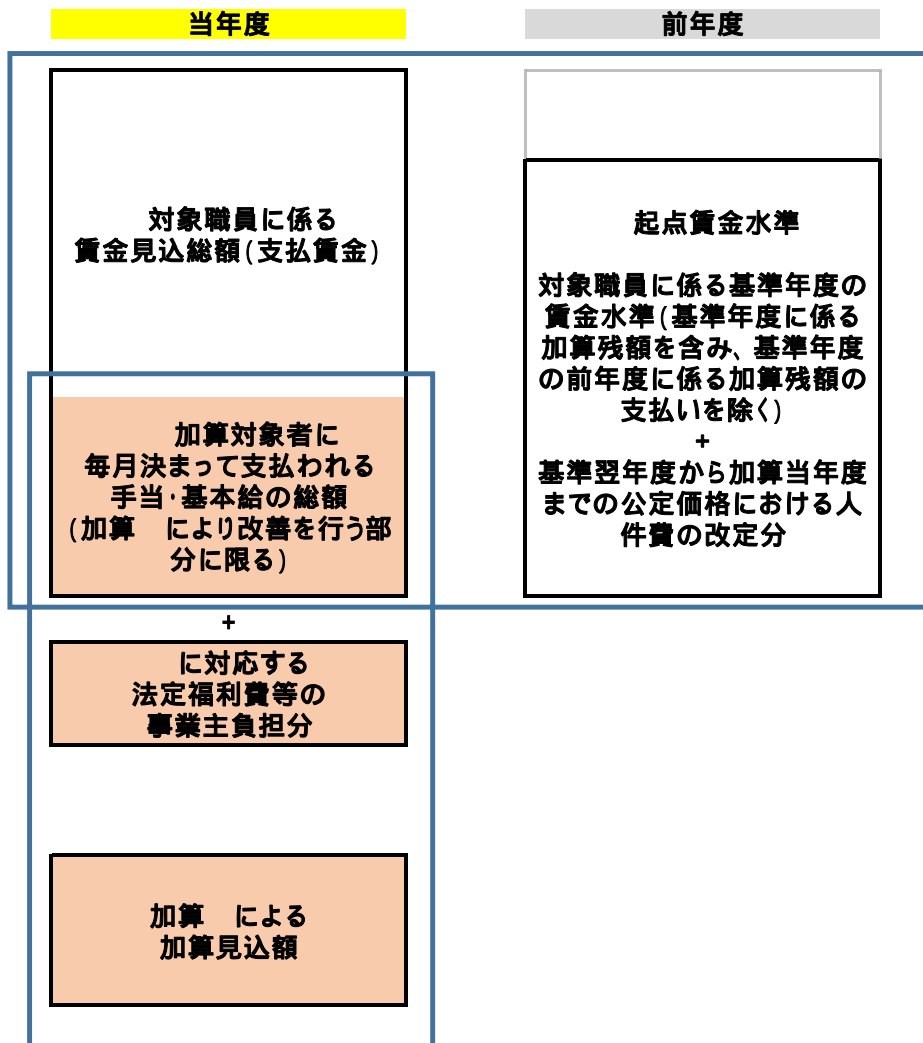 当年度
前年度
対象職員に係る
賃金見込総額(支払賃金)
加算対象者に
毎月決まって支払われる
手当・基本給の総額
(加算　により改善を行う部
分に限る)
+
に対応する
法定福利費等の
事業主負担分
加算　による
加算見込額
起点賃金水準
対象職員に係る基準年度の
賃金水準(基準年度に係る
加算残額を含み、基準年度
の前年度に係る加算残額の
支払いを除く)
+
基準翌年度から加算当年度
までの公定価格における人
件費の改定分